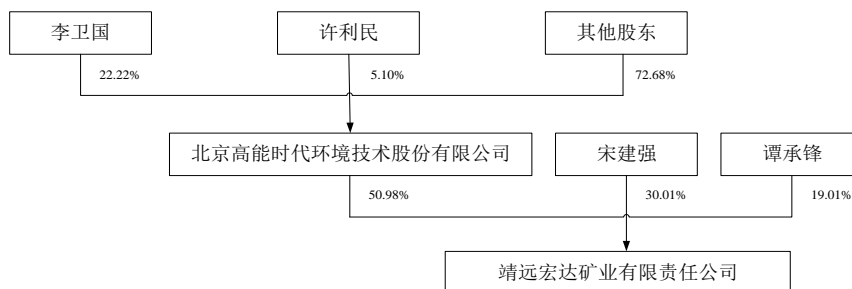 李卫国
许利民
其他股东
22.22%
5.10%
72.68%
北京高能时代环境技术股份有限公司
宋建强
谭承锋
50.98%
30.01%
19.01%
靖远宏达矿业有限责任公司